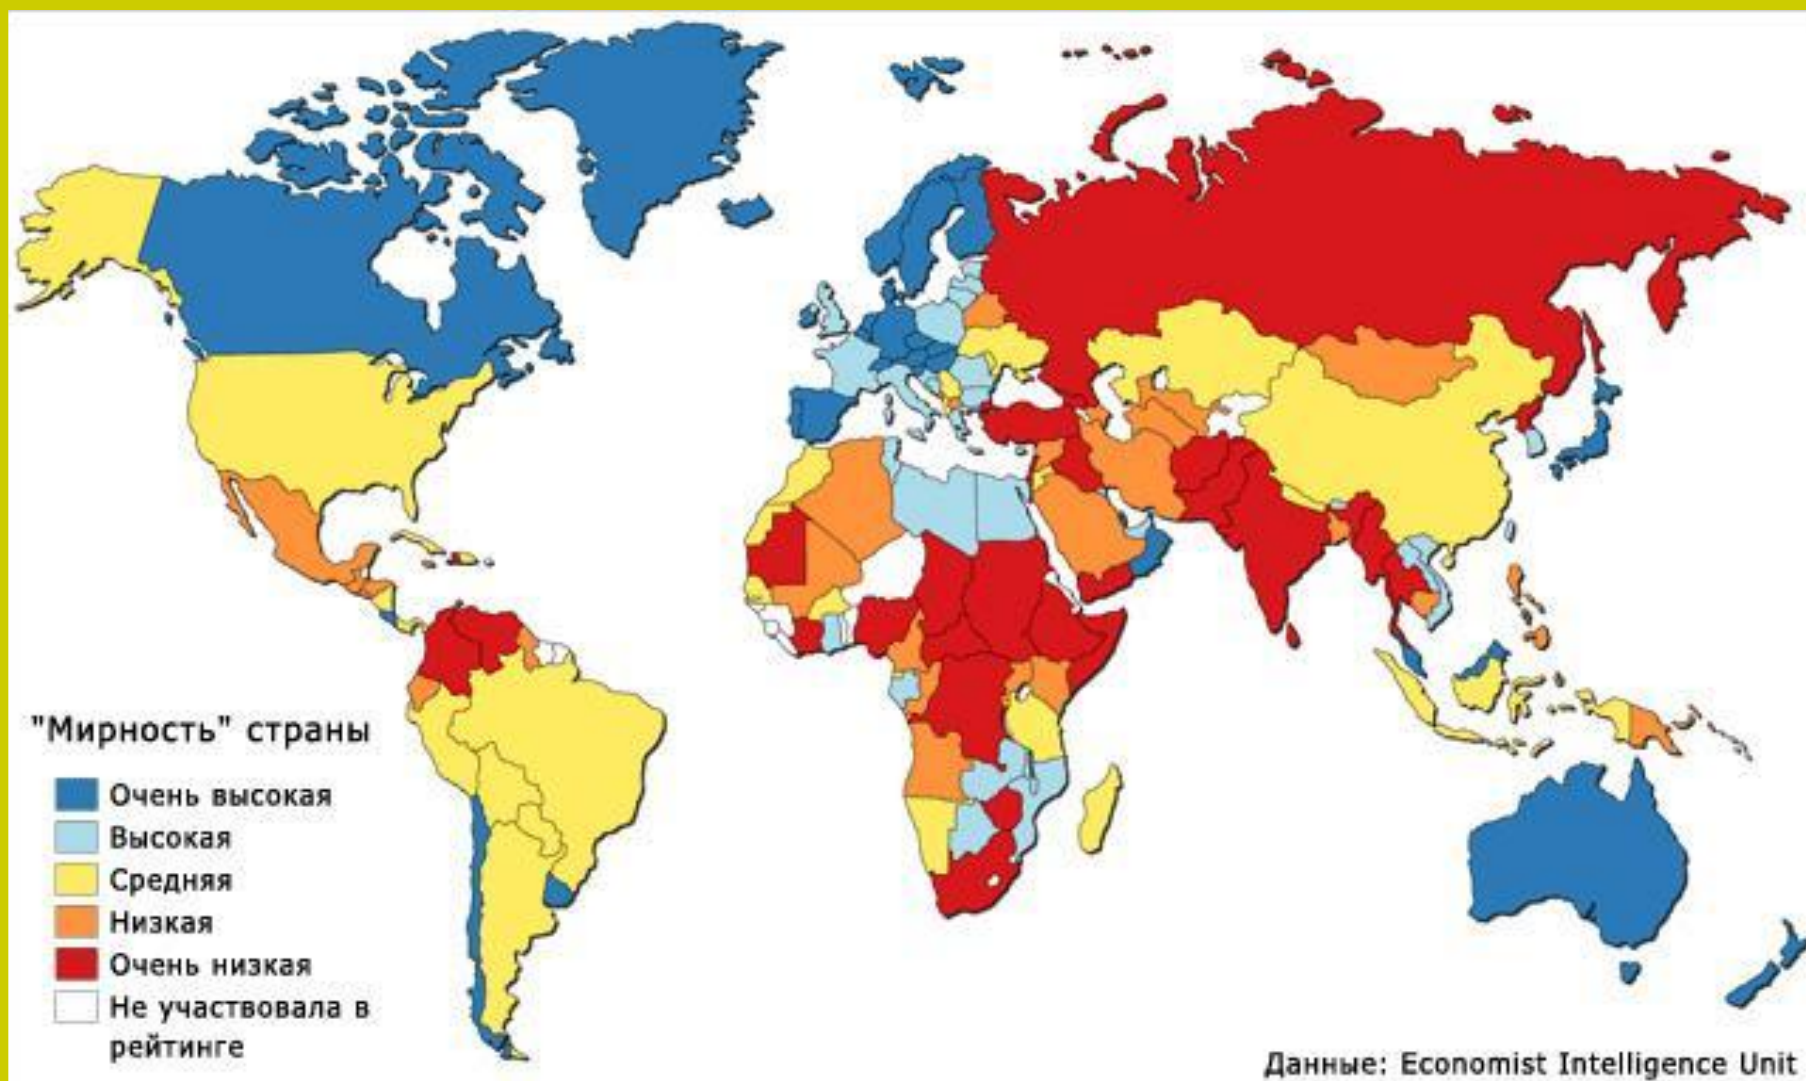 "Мирность" страны
Очень высокая
Высокая
Средняя
Низкая
Очень низкая
Не участвовала в
рейтинге
Данные: Economist Intelligence Unit